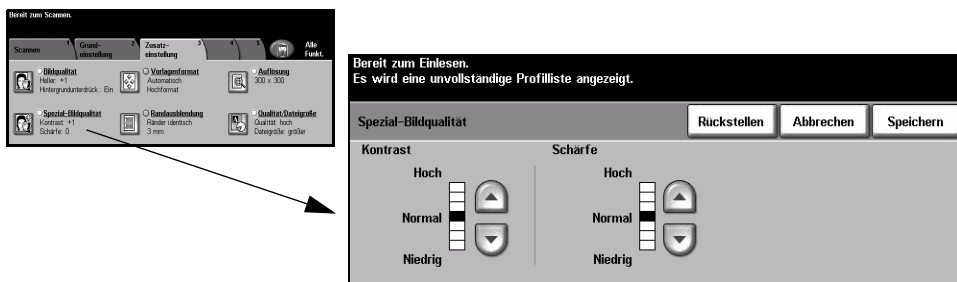 Bereit zum Scannen.
Scannen 1
Grund-
einstellung 2
Zusatz-
einstellung 3
4
5
Alle
Funkt.
Bildqualität
Heller: +1
Hintergrundunterdrück.: Ein
Vorlagenformat
Automatisch
Hochformat
Auflösung
300 x 300
Spezial-Bildqualität
Kontrast: +1
Schärfe: 0
Randausblendung
Ränder identisch
3 mm
Qualität/Dateigröße
Qualität: hoch
Dateigröße: größer
Bereit zum Einlesen.
Es wird eine unvollständige Profilliste angezeigt.
Spezial-Bildqualität
Rückstellen
Abbrechen
Speichern
Kontrast
Hoch
Normal
Niedrig
Schärfe
Hoch
Normal
Niedrig